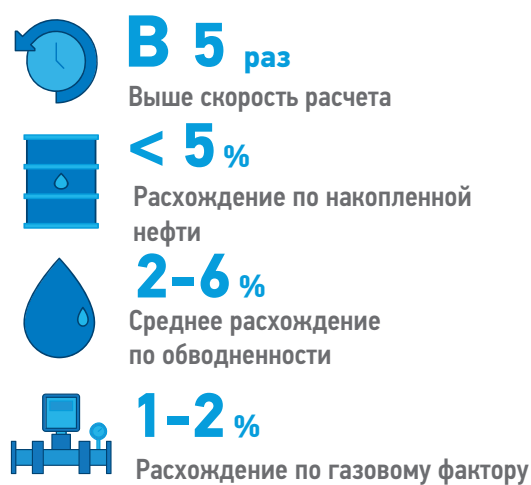 В 5 раз
Выше скорость расчета
< 5 %
Расхождение по накопленной
нефти
2-6 %
Среднее расхождение
по обводненности
1-2 %
Расхождение по газовому фактору